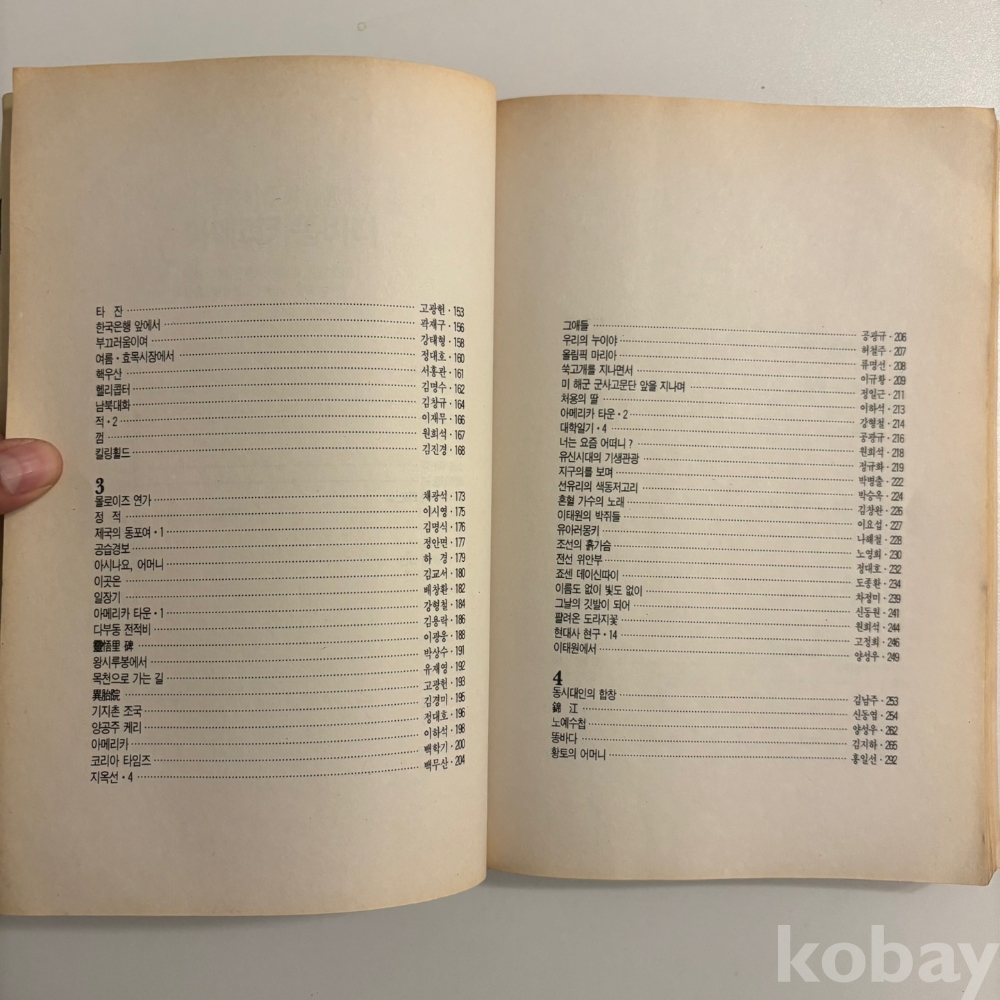 타 잔 고광헌 · 153
한국은행 앞에서 곽재구 · 156
부끄러움이여 강태형 · 158
여름 · 효목시장에서 정대호 · 160
핵우산 서홍관 · 161
헬리콥터 김명수 · 162
남북대화 김창규 · 164
적 · 2 이재무 · 166
껌 원희석 · 167
킬링휠드 김진경 · 168
3
몰로이즈 연가 채광석 · 173
정 적 이시영 · 175
제국의 동포여 · 1 김명식 · 176
공습경보 정안면 · 177
아시나요, 어머니 하 경 · 179
이곳은 김교서 · 180
일장기 배창환 · 182
아메리카 타운 · 1 강형철 · 184
다부동 전적비 김용락 · 186
靈悟里 碑 이광웅 · 188
왕시루봉에서 박상수 · 191
목천으로 가는 길 유재영 · 192
異胎院 고광헌 · 193
기지촌 조국 김경미 · 195
양공주 케리 정대호 · 196
아메리카 이하석 · 198
코리아 타임즈 백학기 · 200
지옥선 · 4 백무산 · 204
그애들 공광규 · 206
우리의 누이야 허철주 · 207
올림픽 마리아 류명선 · 208
쑥고개를 지나면서 이규황 · 209
미 해군 군사고문단 앞을 지나며 정일근 · 211
처용의 딸 이하석 · 213
아메리카 타운 · 2 강형철 · 214
대학일기 · 4 공광규 · 216
너는 요즘 어떠니 ? 원희석 · 218
유신시대의 기생관광 정규화 · 219
지구의를 보며 박병출 · 222
선유리의 색동저고리 박승옥 · 224
혼혈 가수의 노래 김창완 · 226
이태원의 박쥐들 이요섭 · 227
유아러몽키 나해철 · 228
조선의 흙가슴 노영희 · 230
전선 위안부 정대호 · 232
죠센 데이신따이 도종환 · 234
이름도 없이 빛도 없이 차정미 · 239
그날의 깃발이 되어 신동원 · 241
팔려온 도라지꽃 원희석 · 244
현대사 현구 · 14 고정희 · 246
이태원에서 양성우 · 249
4
동시대인의 합창 김남주 · 253
錦 江 신동엽 · 254
노예수첩 양성우 · 262
똥바다 김지하 · 265
황토의 어머니 홍일선 · 292
kobay